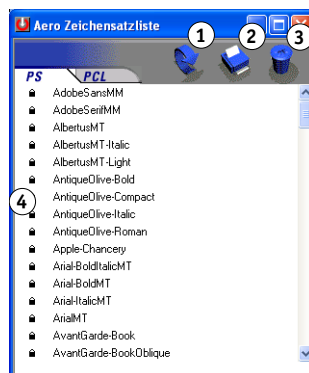 Aero Zeichensatzliste
1 2 3
PS PCL
AdobeSansMM
AdobeSerifMM
AlbertusMT
AlbertusMT-Italic
AlbertusMT-Light
AntiqueOlive-Bold
4 AntiqueOlive-Compact
AntiqueOlive-Italic
AntiqueOlive-Roman
Apple-Chancery
Arial-BoldItalicMT
Arial-BoldMT
Arial-ItalicMT
ArialMT
AvantGarde-Book
AvantGarde-BookOblique